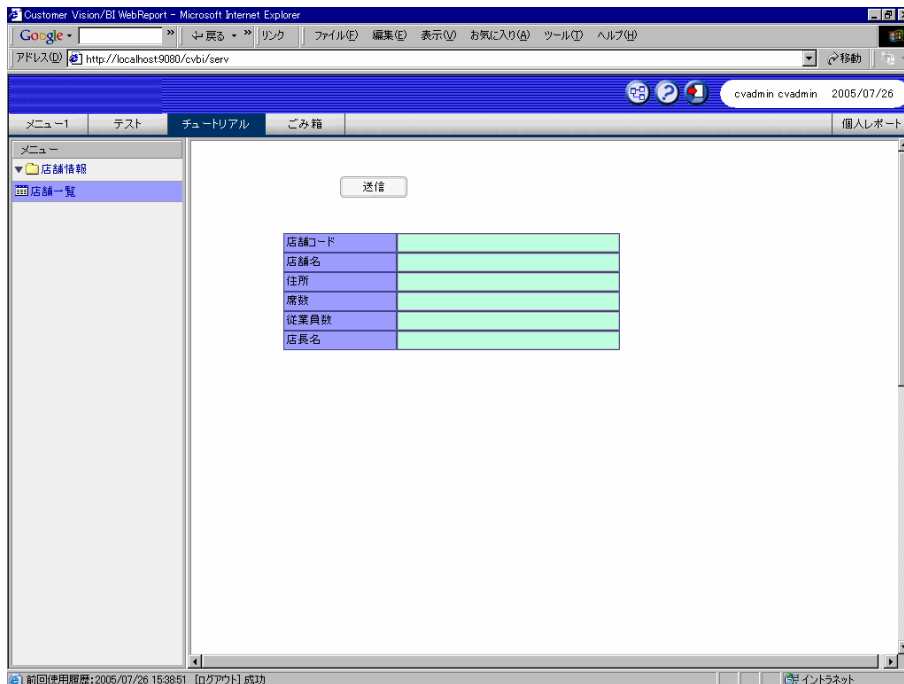 Customer Vision/BI WebReport - Microsoft Internet Explorer
Google » 戻る » リンク ファイル(F) 編集(E) 表示(V) お気に入り(A) ツール(T) ヘルプ(H)
アドレス(D) http://localhost:9080/cvbi/serv 移動
cvadmin cvadmin 2005/07/26
メニュー1 テスト チュートリアル ごみ箱 個人レポート
メニュー
店舗情報
店舗一覧
送信
店舗コード
店舗名
住所
席数
従業員数
店長名
前回使用履歴:2005/07/26 15:38:51 [ログアウト] 成功 イントラネット